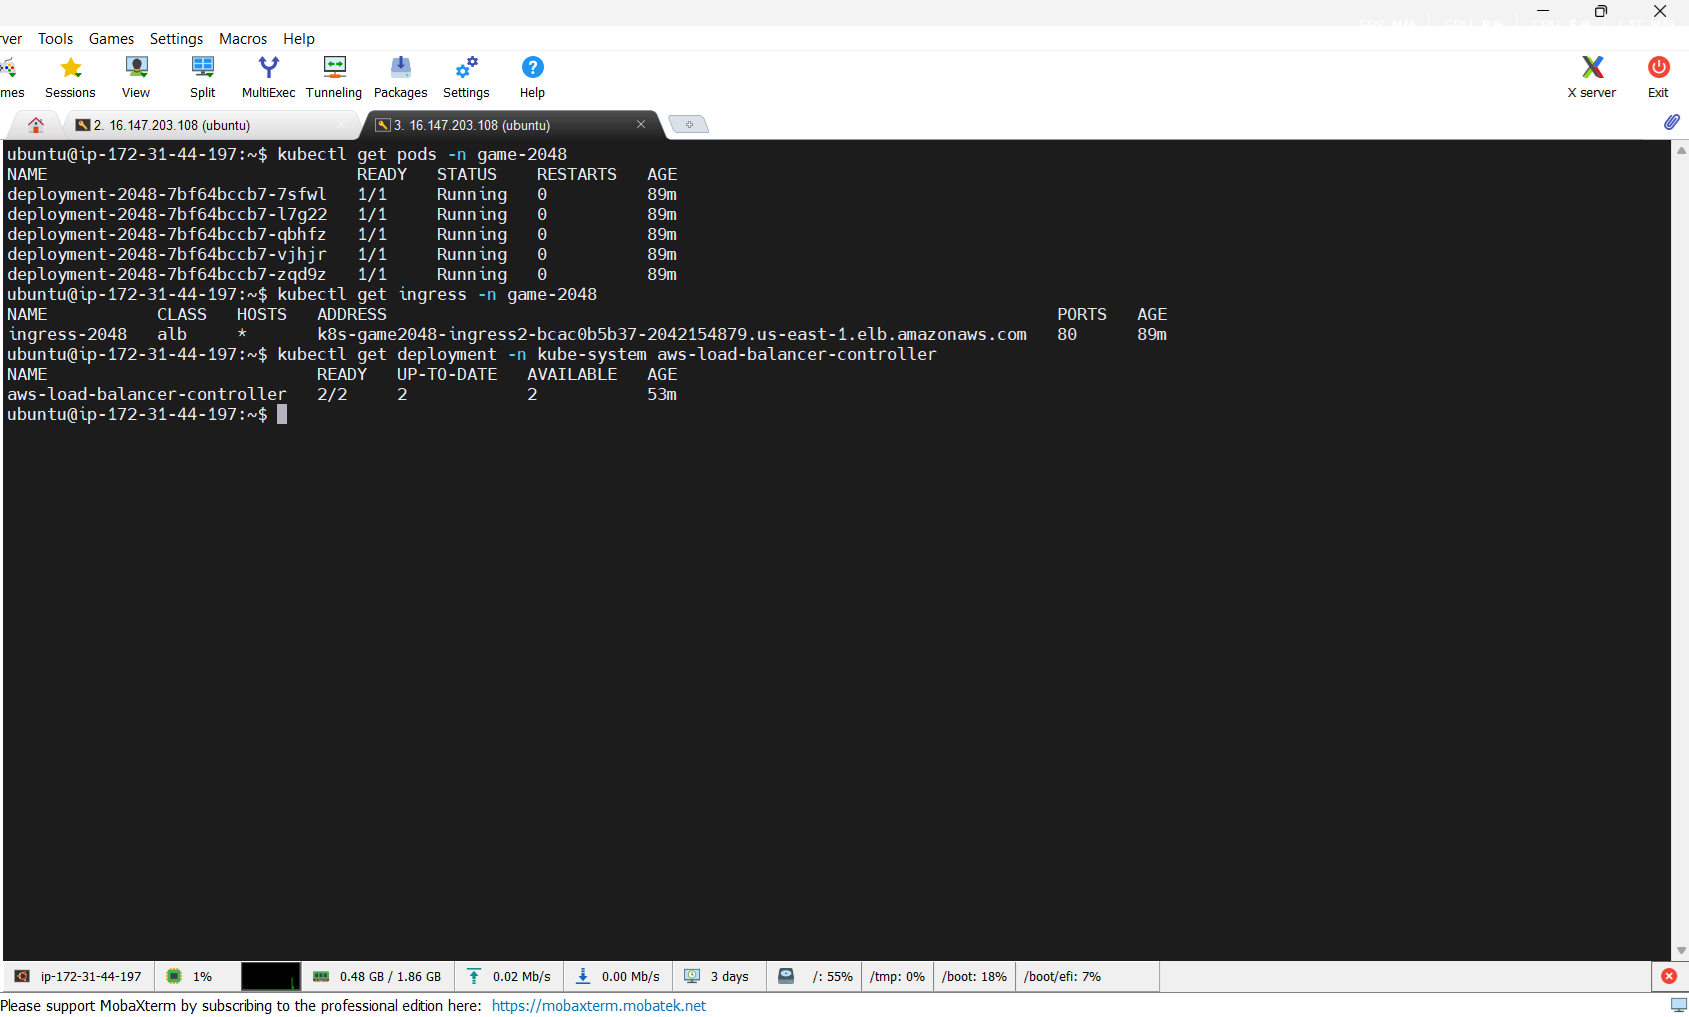 ver Tools Games Settings Macros Help
mes Sessions View Split MultiExec Tunneling Packages Settings Help X server Exit
2. 16.147.203.108 (ubuntu) 3. 16.147.203.108 (ubuntu)
ubuntu@ip-172-31-44-197:~$ kubectl get pods -n game-2048
NAME READY STATUS RESTARTS AGE
deployment-2048-7bf64bccb7-7sfwl 1/1 Running 0 89m
deployment-2048-7bf64bccb7-l7g22 1/1 Running 0 89m
deployment-2048-7bf64bccb7-qbhfz 1/1 Running 0 89m
deployment-2048-7bf64bccb7-vjhjr 1/1 Running 0 89m
deployment-2048-7bf64bccb7-zqd9z 1/1 Running 0 89m
ubuntu@ip-172-31-44-197:~$ kubectl get ingress -n game-2048
NAME CLASS HOSTS ADDRESS PORTS AGE
ingress-2048 alb * k8s-game2048-ingress2-bcac0b5b37-2042154879.us-east-1.elb.amazonaws.com 80 89m
ubuntu@ip-172-31-44-197:~$ kubectl get deployment -n kube-system aws-load-balancer-controller
NAME READY UP-TO-DATE AVAILABLE AGE
aws-load-balancer-controller 2/2 2 2 53m
ubuntu@ip-172-31-44-197:~$
ip-172-31-44-197 1% 0.48 GB / 1.86 GB 0.02 Mb/s 0.00 Mb/s 3 days /: 55% /tmp: 0% /boot: 18% /boot/efi: 7%
Please support MobaXterm by subscribing to the professional edition here: https://mobaxterm.mobatek.net